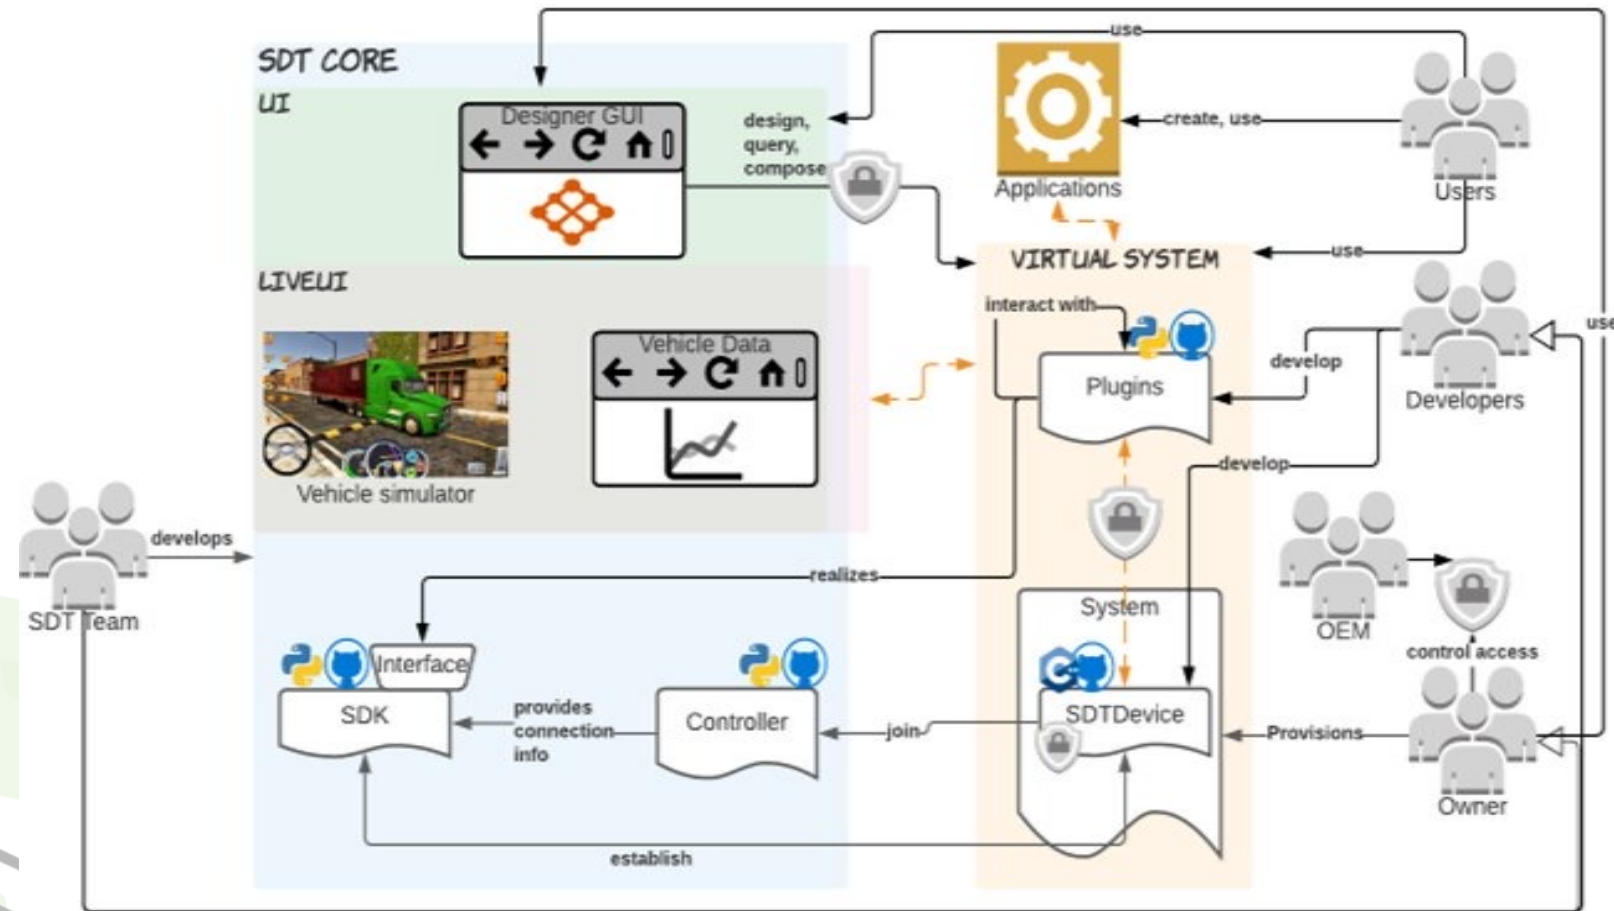 use
SDT CORE
UI
Designer GUI
design,
query,
compose
create, use
Applications
Users
LIVEUI
VIRTUAL SYSTEM
use
interact with
use
Vehicle Data
Plugins
develop
Developers
develop
Vehicle simulator
develops
realizes
System
SDT Team
OEM
control access
Interface
SDK
provides
connection
info
Controller
join
SDTDevice
Provisions
Owner
establish